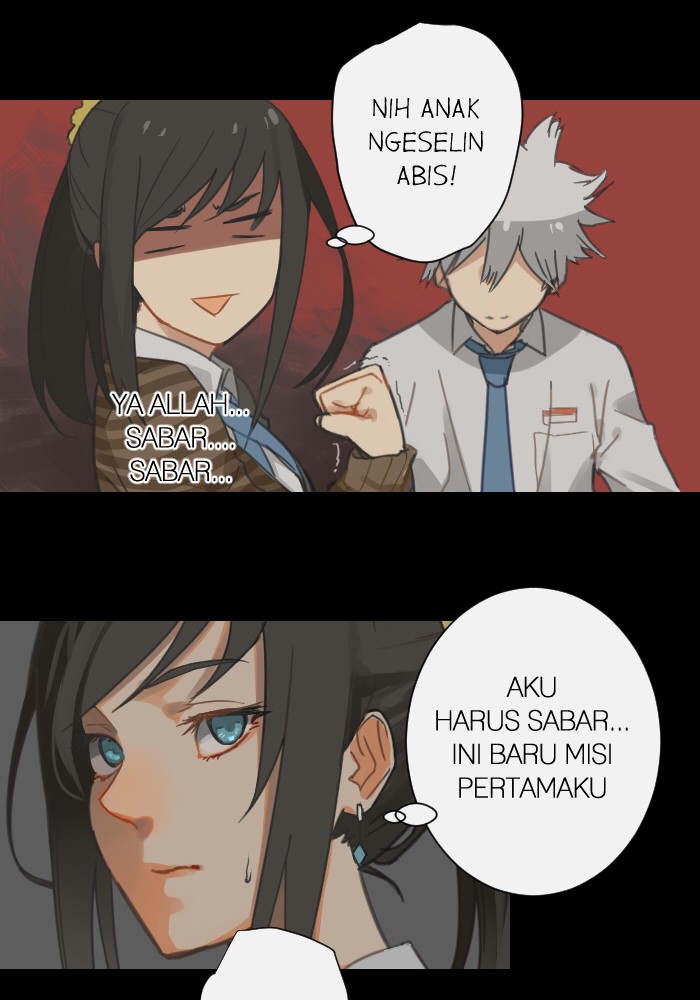 NIH ANAK
NGESELIN
ABIS!
YA ALLAH...
SABAR....
SABAR...
AKU
HARUS SABAR...
INI BARU MISI
PERTAMAKU